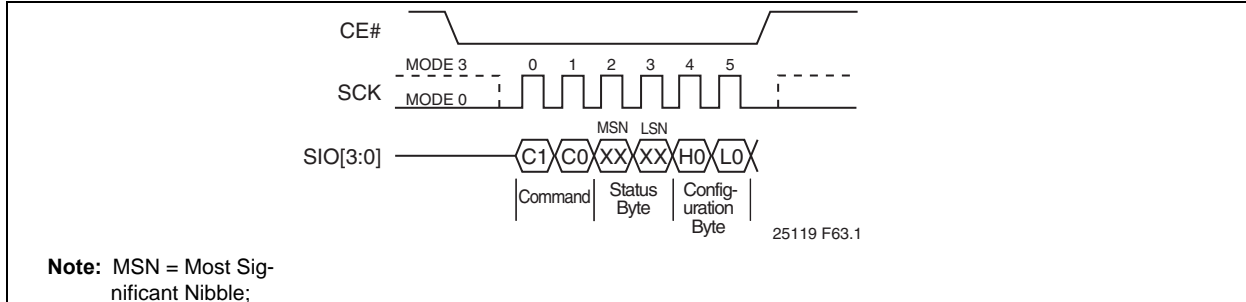 CE#
MODE 3 0 1 2 3 4 5
SCK
MODE 0
MSN LSN
SIO[3:0] C1 C0 XX XX H0 L0
Command Status Byte Config-uration Byte
25119 F63.1
Note: MSN = Most Sig-
nificant Nibble;